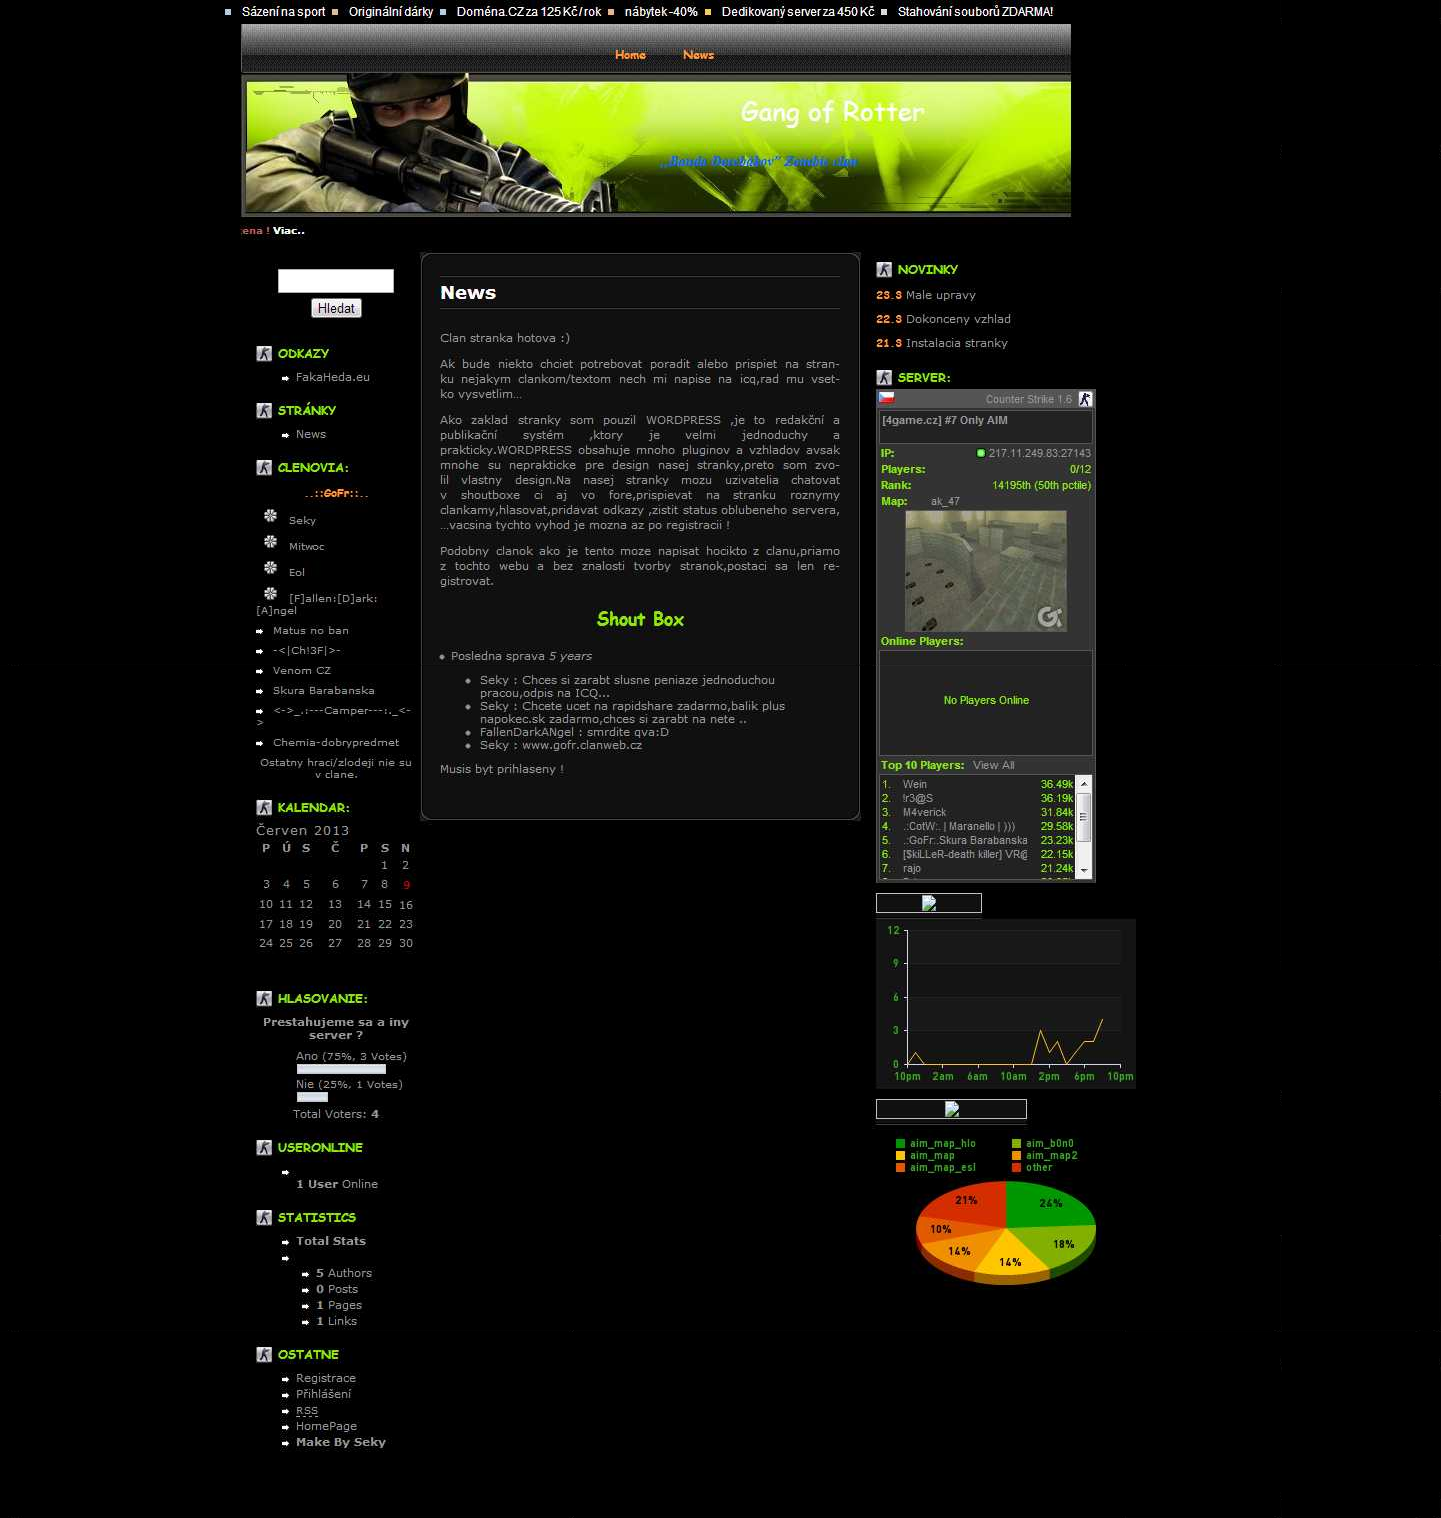 Sázení na sport Originální dárky Doména.CZ za 125 Kč / rok nábytek -40% Dedikovaný server za 450 Kč Stahování souborů ZDARMA!
Home News
Gang of Rotter
ena ! Viac..
Hledat
ODKAZY
FakaHeda.eu
STRÁNKY
News
CLENOVIA:
..::GoFr::..
Seky
Mitwoc
Eol
[F]allen:[D]ark:
[A]ngel
Matus no ban
-<|Ch!3F|>-
Venom CZ
Skura Barabanska
<->_.:---Camper---:._<-
>
Chemia-dobrypredmet
Ostatny hraci/zlodeji nie su
v clane.
KALENDAR:
Červen 2013
P Ú S Č P S N
1 2
3 4 5 6 7 8 9
10 11 12 13 14 15 16
17 18 19 20 21 22 23
24 25 26 27 28 29 30
HLASOVANIE:
Prestahujeme sa a iny
server ?
Ano (75%, 3 Votes)
Nie (25%, 1 Votes)
Total Voters: 4
USERONLINE
1 User Online
STATISTICS
Total Stats
5 Authors
0 Posts
1 Pages
1 Links
OSTATNE
Registrace
Přihlášení
RSS
HomePage
Make By Seky
News
Clan stranka hotova :)
Ak bude niekto chciet potrebovat poradit alebo prispiet na stran-
ku nejakym clankom/textom nech mi napise na icq,rad mu vset-
ko vysvetlim...
Ako zaklad stranky som pouzil WORDPRESS ,je to redakční a
publikační systém ,ktory je velmi jednoduchy a
prakticky.WORDPRESS obsahuje mnoho pluginov a vzhladov avsak
mnohe su neprakticke pre design nasej stranky,preto som zvo-
lil vlastny design.Na nasej stranky mozu uzivatelia chatovat
v shoutboxe ci aj vo fore,prispievat na stranku roznymy
clankamy,hlasovat,pridávat odkazy ,zistit status oblubeneho servera,
...vacsina tychto vyhod je mozna az po registracii !
Podobny clanok ako je tento moze napisat hocikto z clanu,priamo
z tochto webu a bez znalosti tvorby stranok,postaci sa len re-
gistrovat.
Shout Box
Posledna sprava 5 years
Seky : Chces si zarabt slusne peniaze jednoduchou
pracou,odpis na ICQ...
Seky : Chcete ucet na rapidshare zadarmo,balik plus
napokec.sk zadarmo,chces si zarabt na nete ..
FallenDarkANgel : smrdite qva:D
Seky : www.gofr.clanweb.cz
Musis byt prihlaseny !
NOVINKY
23.3 Male upravy
22.3 Dokonceny vzhlad
21.3 Instalacia stranky
SERVER:
Counter Strike 1.6
[4game.cz] #7 Only AIM
IP: 217.11.249.83:27143
Players: 0/12
Rank: 14195th (50th pctile)
Map: ak_47
Online Players:
No Players Online
Top 10 Players: View All
1. Wein 36.49k
2. !r3@S 36.19k
3. M4verick 31.84k
4. .:CotW:. | Maranello | ))) 29.58k
5. .:GoFr:.Skura Barabanska 23.23k
6. [$kiLLeR-death killer] VR@ 22.15k
7. rajo 21.24k
12
9
6
3
0
10pm 2am 6am 10am 2pm 6pm 10pm
aim_map_hlo aim_b0n0
aim_map aim_map2
aim_map_esl other
21% 24%
10% 18%
14% 14%